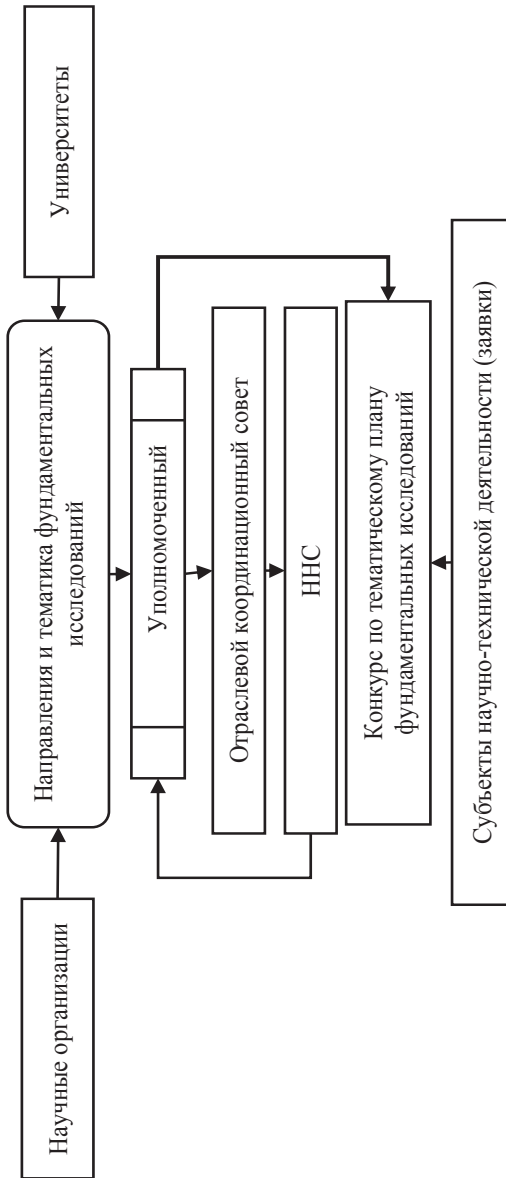 Научные организации
Направления и тематика фундаментальных
исследований
Университеты
Уполномоченный
Отраслевой координационный совет
ННС
Конкурс по тематическому плану
фундаментальных исследований
Субъекты научно-технической деятельности (заявки)